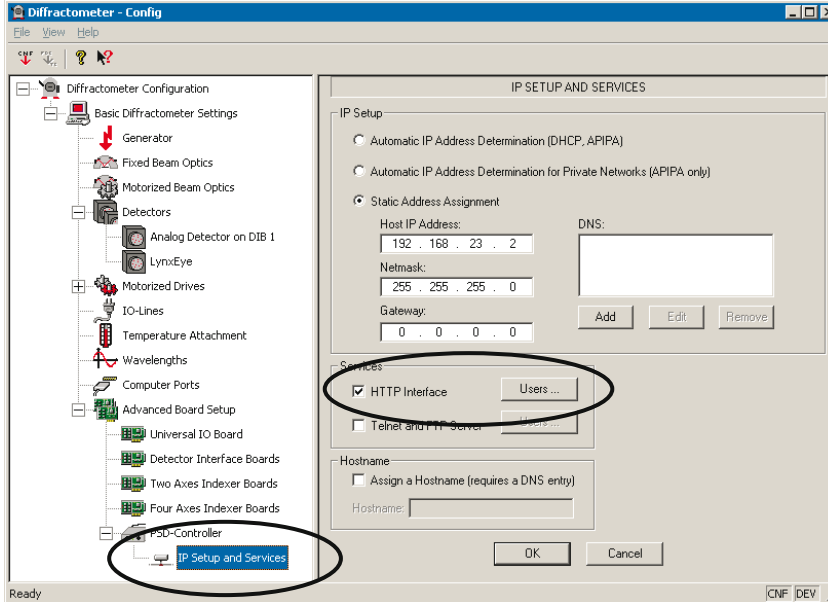 Diffractometer - Config
File View Help
CNF
Diffractometer Configuration
Basic Diffractometer Settings
Generator
Fixed Beam Optics
Motorized Beam Optics
Detectors
Analog Detector on DIB 1
LynxEye
Motorized Drives
IO-Lines
Temperature Attachment
Wavelengths
Computer Ports
Advanced Board Setup
Universal IO Board
Detector Interface Boards
Two Axes Indexer Boards
Four Axes Indexer Boards
PSD-Controller
IP Setup and Services
IP SETUP AND SERVICES
IP Setup
Automatic IP Address Determination (DHCP, APIPA)
Automatic IP Address Determination for Private Networks (APIPA only)
Static Address Assignment
Host IP Address:
192 . 168 . 23 . 2
Netmask:
255 . 255 . 255 . 0
Gateway:
0 . 0 . 0 . 0
DNS:
Add Edit Remove
Services
HTTP Interface Users ...
Telnet and FTP Server Users ...
Hostname
Assign a Hostname (requires a DNS entry)
Hostname:
OK Cancel
Ready CNF DEV